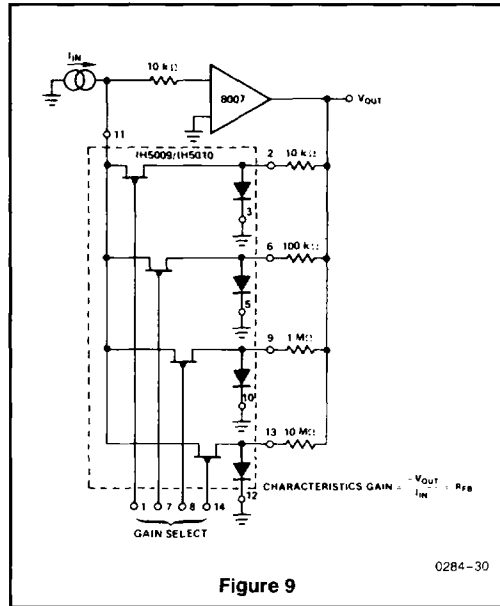 IIN
10 kΩ
8007
VOUT
11
IH5009/IH5010
2 10 kΩ
3
6 100 kΩ
5
9 1 MΩ
10
13 10 MΩ
12
CHARACTERISTICS GAIN = -VOUT / IIN = RFB
1 7 8 14
GAIN SELECT
0284-30
Figure 9